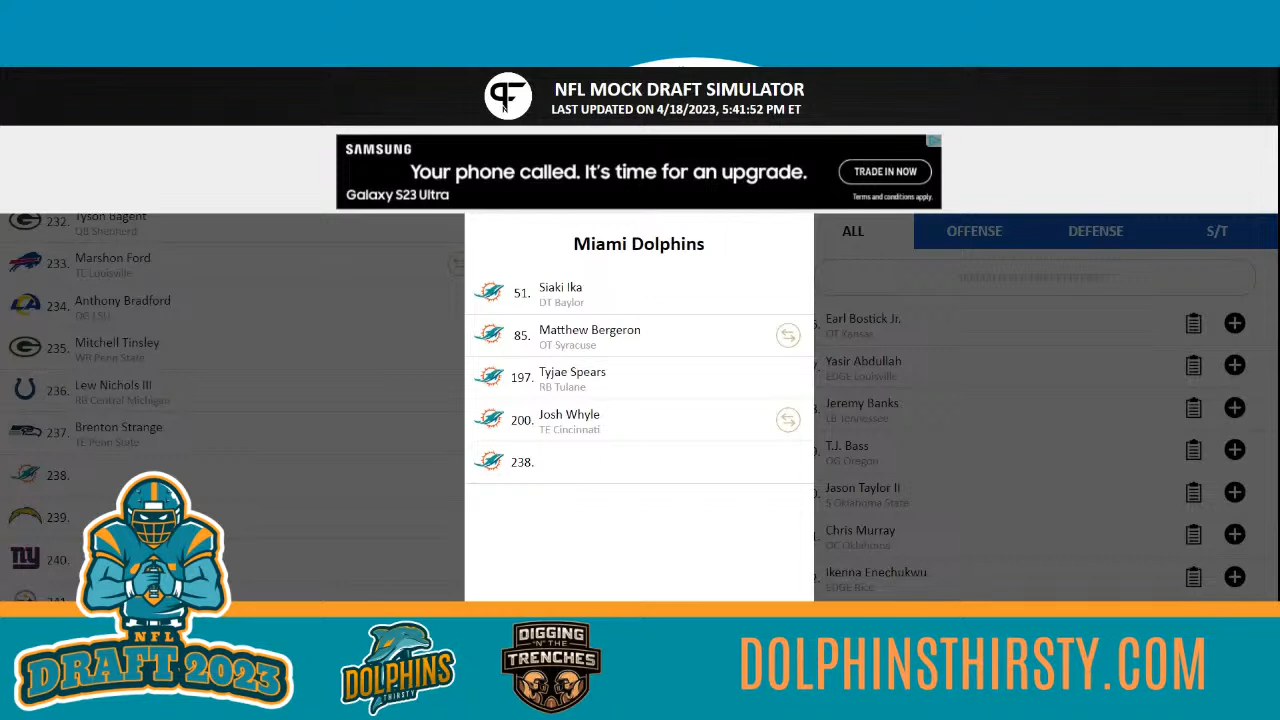 NFL MOCK DRAFT SIMULATOR
LAST UPDATED ON 4/18/2023, 5:41:52 PM ET
SAMSUNG
Your phone called. It's time for an upgrade.
TRADE IN NOW
Galaxy S23 Ultra
Terms and conditions apply.
232. Tyson Bagent
QB Shepherd
233. Marshon Ford
TE Louisville
234. Anthony Bradford
OG LSU
235. Mitchell Tinsley
WR Penn State
236. Lew Nichols III
RB Central Michigan
237. Brenton Strange
TE Penn State
238.
239.
240.
241.
Miami Dolphins
51. Siaki Ika
DT Baylor
85. Matthew Bergeron
OT Syracuse
197. Tyjae Spears
RB Tulane
200. Josh Whyle
TE Cincinnati
238.
ALL
OFFENSE
DEFENSE
S/T
Earl Bostick Jr.
OT Kansas
Yasir Abdullah
EDGE Louisville
Jeremy Banks
LB Tennessee
T.J. Bass
OG Oregon
Jason Taylor II
S Oklahoma State
Chris Murray
OC Oklahoma
Ikenna Enechukwu
EDGE Rice
NFL
DRAFT 2023
DOLPHINS
THIRSTY
DIGGING
"N" THE
TRENCHES
DOLPHINSTHIRSTY.COM